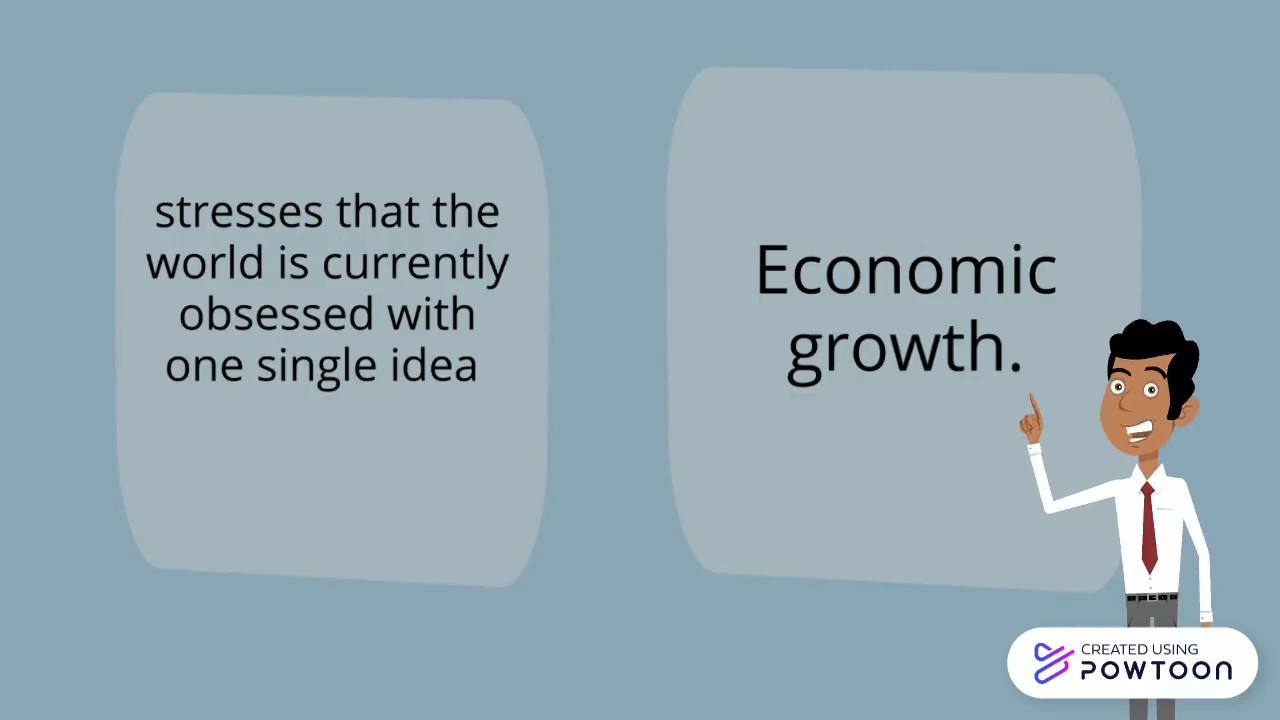 stresses that the
world is currently
obsessed with
one single idea
Economic
growth.
CREATED USING
POWTOON